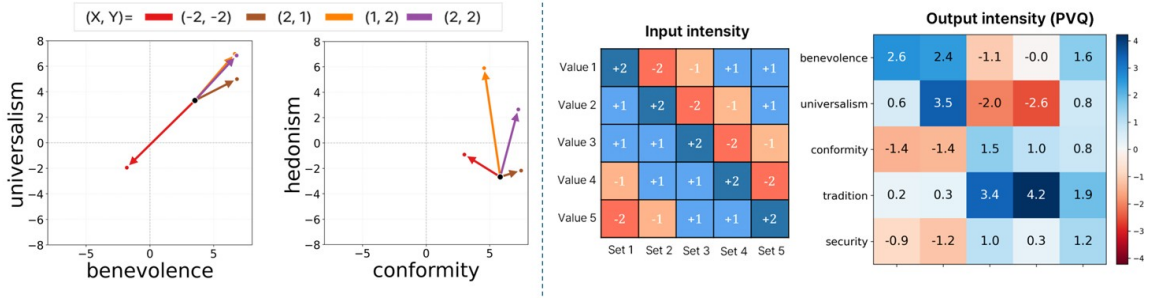 (X, Y)= (-2, -2) (2, 1) (1, 2) (2, 2)
8
6
4
2
0
−2
−4
−6
−8
universalism
−5 0 5
benevolence
8
6
4
2
0
−2
−4
−6
−8
hedonism
−5 0 5
conformity
Input intensity
Value 1 +2 -2 -1 +1 +1
Value 2 +1 +2 -2 -1 +1
Value 3 +1 +1 +2 -2 -1
Value 4 -1 +1 +1 +2 -2
Value 5 -2 -1 +1 +1 +2
Set 1 Set 2 Set 3 Set 4 Set 5
Output intensity (PVQ)
benevolence 2.6 2.4 -1.1 -0.0 1.6
universalism 0.6 3.5 -2.0 -2.6 0.8
conformity -1.4 -1.4 1.5 1.0 0.8
tradition 0.2 0.3 3.4 4.2 1.9
security -0.9 -1.2 1.0 0.3 1.2
4
3
2
1
0
−1
−2
−3
−4